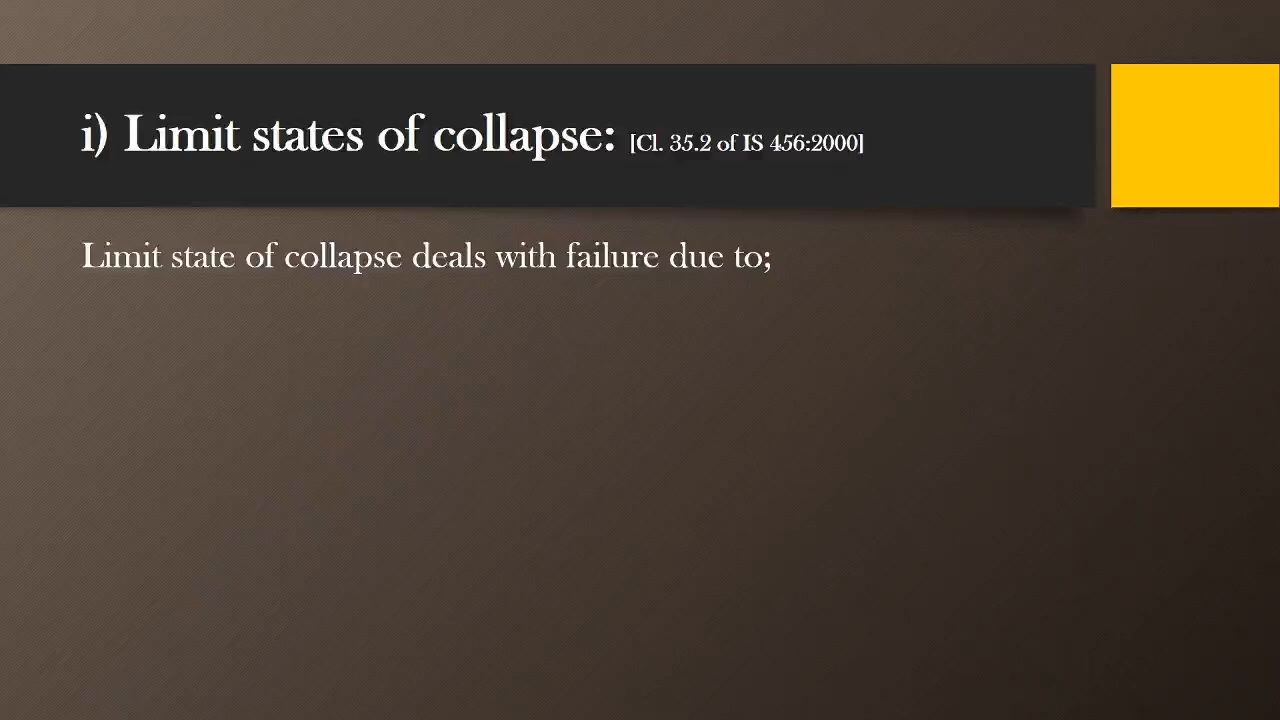 i) Limit states of collapse: [Cl. 35.2 of IS 456:2000]
Limit state of collapse deals with failure due to;